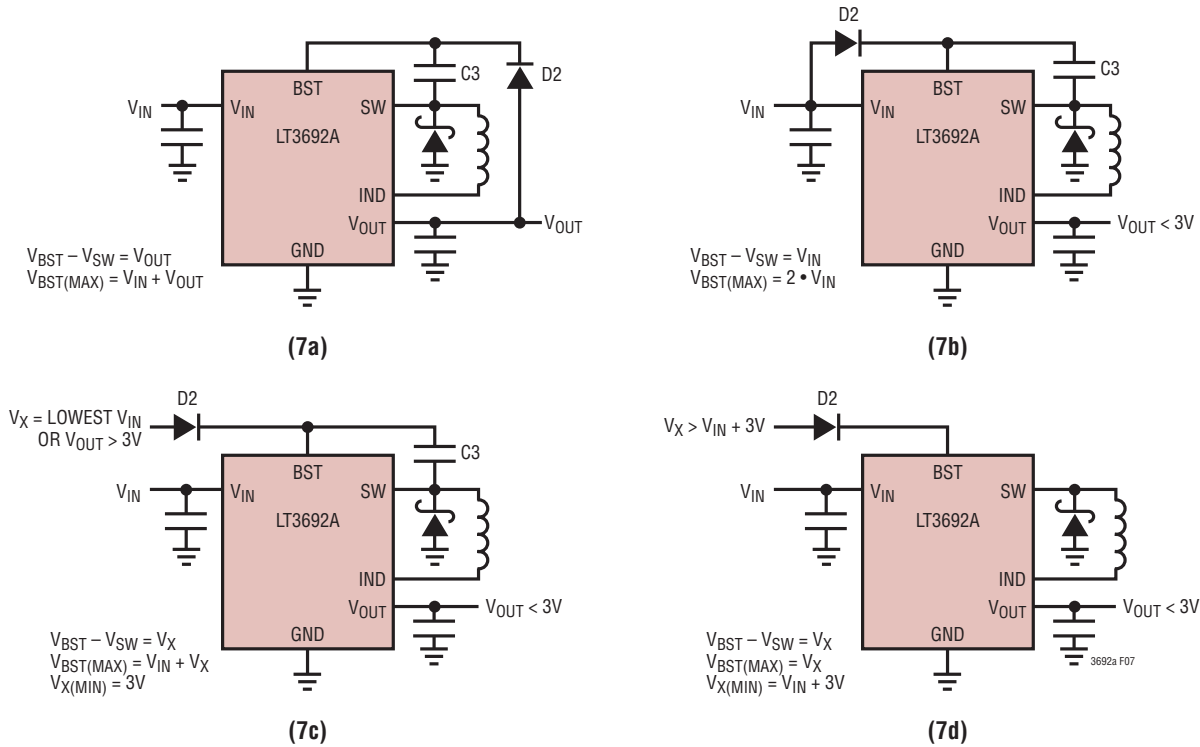 BST
C3
D2
V_IN
V_IN
SW
LT3692A
IND
V_OUT
V_OUT
GND
V_BST – V_SW = V_OUT
V_BST(MAX) = V_IN + V_OUT
(7a)
D2
BST
C3
V_IN
V_IN
SW
LT3692A
IND
V_OUT
V_OUT < 3V
GND
V_BST – V_SW = V_IN
V_BST(MAX) = 2 • V_IN
(7b)
D2
V_X = LOWEST V_IN
OR V_OUT > 3V
C3
BST
V_IN
V_IN
SW
LT3692A
IND
V_OUT
V_OUT < 3V
GND
V_BST – V_SW = V_X
V_BST(MAX) = V_IN + V_X
V_X(MIN) = 3V
(7c)
D2
V_X > V_IN + 3V
BST
V_IN
V_IN
SW
LT3692A
IND
V_OUT
V_OUT < 3V
GND
V_BST – V_SW = V_X
V_BST(MAX) = V_X
V_X(MIN) = V_IN + 3V
3692a F07
(7d)